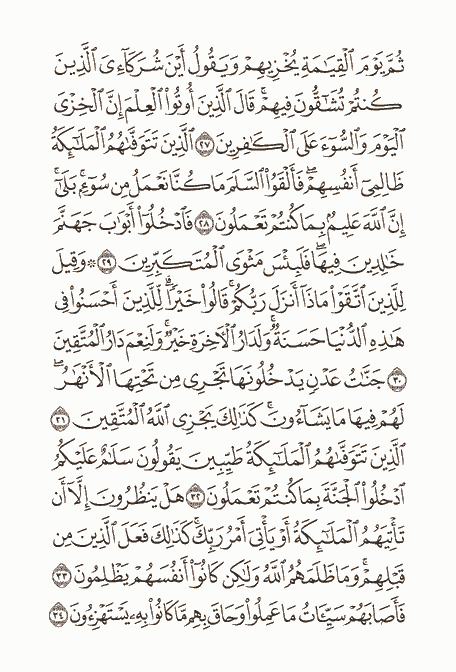 ثُمَّ يَوْمَ ٱلْقِيَـٰمَةِ يُخْزِيهِمْ وَيَقُولُ أَيْنَ شُرَكَآءِىَ ٱلَّذِينَ
كُنتُمْ تُشَـٰٓقُّونَ فِيهِمْ ۚ قَالَ ٱلَّذِينَ أُوتُوا۟ ٱلْعِلْمَ إِنَّ ٱلْخِزْىَ
ٱلْيَوْمَ وَٱلسُّوٓءَ عَلَى ٱلْكَـٰفِرِينَ ٢٧ ٱلَّذِينَ تَتَوَفَّىٰهُمُ ٱلْمَلَـٰٓئِكَةُ
ظَالِمِىٓ أَنفُسِهِمْ ۖ فَأَلْقَوُا۟ ٱلسَّلَمَ مَا كُنَّا نَعْمَلُ مِن سُوٓءٍۭ ۚ بَلَىٰٓ ۚ
إِنَّ ٱللَّهَ عَلِيمٌۢ بِمَا كُنتُمْ تَعْمَلُونَ ٢٨ فَٱدْخُلُوٓا۟ أَبْوَٰبَ جَهَنَّمَ
خَـٰلِدِينَ فِيهَا ۖ فَلَبِئْسَ مَثْوَى ٱلْمُتَكَبِّرِينَ ٢٩ ۞ وَقِيلَ
لِلَّذِينَ ٱتَّقَوْا۟ مَاذَآ أَنزَلَ رَبُّكُمْ ۚ قَالُوا۟ خَيْرًا ۗ لِّلَّذِينَ أَحْسَنُوا۟ فِى
هَـٰذِهِ ٱلدُّنْيَا حَسَنَةٌ ۚ وَلَدَارُ ٱلْـَٔاخِرَةِ خَيْرٌ ۚ وَلَنِعْمَ دَارُ ٱلْمُتَّقِينَ
٣٠ جَنَّـٰتُ عَدْنٍ يَدْخُلُونَهَا تَجْرِى مِن تَحْتِهَا ٱلْأَنْهَـٰرُ ۖ
لَهُمْ فِيهَا مَا يَشَآءُونَ ۚ كَذَٰلِكَ يَجْزِى ٱللَّهُ ٱلْمُتَّقِينَ ٣١
ٱلَّذِينَ تَتَوَفَّىٰهُمُ ٱلْمَلَـٰٓئِكَةُ طَيِّبِينَ ۙ يَقُولُونَ سَلَـٰمٌ عَلَيْكُمُ
ٱدْخُلُوا۟ ٱلْجَنَّةَ بِمَا كُنتُمْ تَعْمَلُونَ ٣٢ هَلْ يَنظُرُونَ إِلَّآ أَن
تَأْتِيَهُمُ ٱلْمَلَـٰٓئِكَةُ أَوْ يَأْتِىَ أَمْرُ رَبِّكَ ۚ كَذَٰلِكَ فَعَلَ ٱلَّذِينَ مِن
قَبْلِهِمْ ۚ وَمَا ظَلَمَهُمُ ٱللَّهُ وَلَـٰكِن كَانُوٓا۟ أَنفُسَهُمْ يَظْلِمُونَ ٣٣
فَأَصَابَهُمْ سَيِّـَٔاتُ مَا عَمِلُوا۟ وَحَاقَ بِهِم مَّا كَانُوا۟ بِهِۦ يَسْتَهْزِءُونَ ٣٤